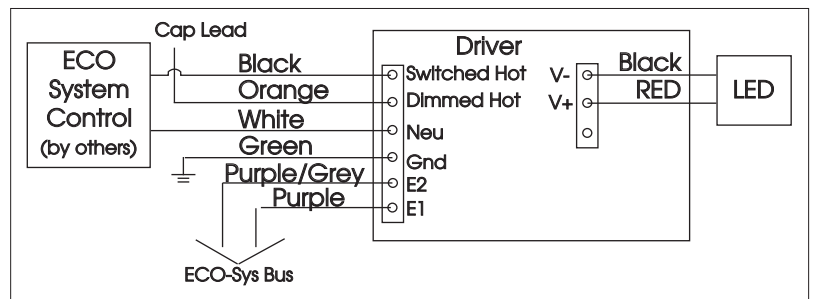 Cap Lead
ECO
System
Control
(by others)
Black
Orange
White
Green
Purple/Grey
Purple
ECO-Sys Bus
Driver
Switched Hot
Dimmed Hot
Neu
Gnd
E2
E1
V-
V+
Black
RED
LED